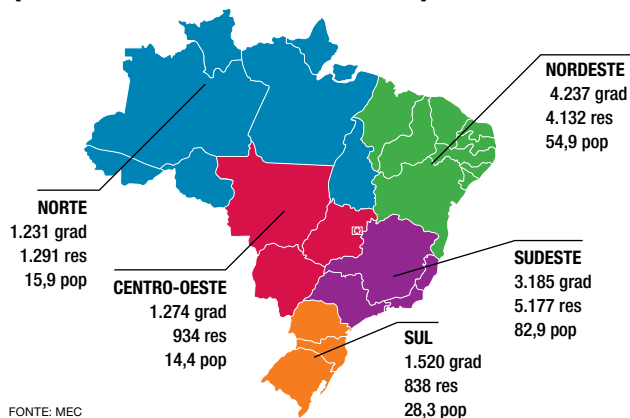 NORDESTE
4.237 grad
4.132 res
54,9 pop
NORTE
1.231 grad
1.291 res
15,9 pop
CENTRO-OESTE
1.274 grad
934 res
14,4 pop
SUDESTE
3.185 grad
5.177 res
82,9 pop
SUL
1.520 grad
838 res
28,3 pop
FONTE: MEC